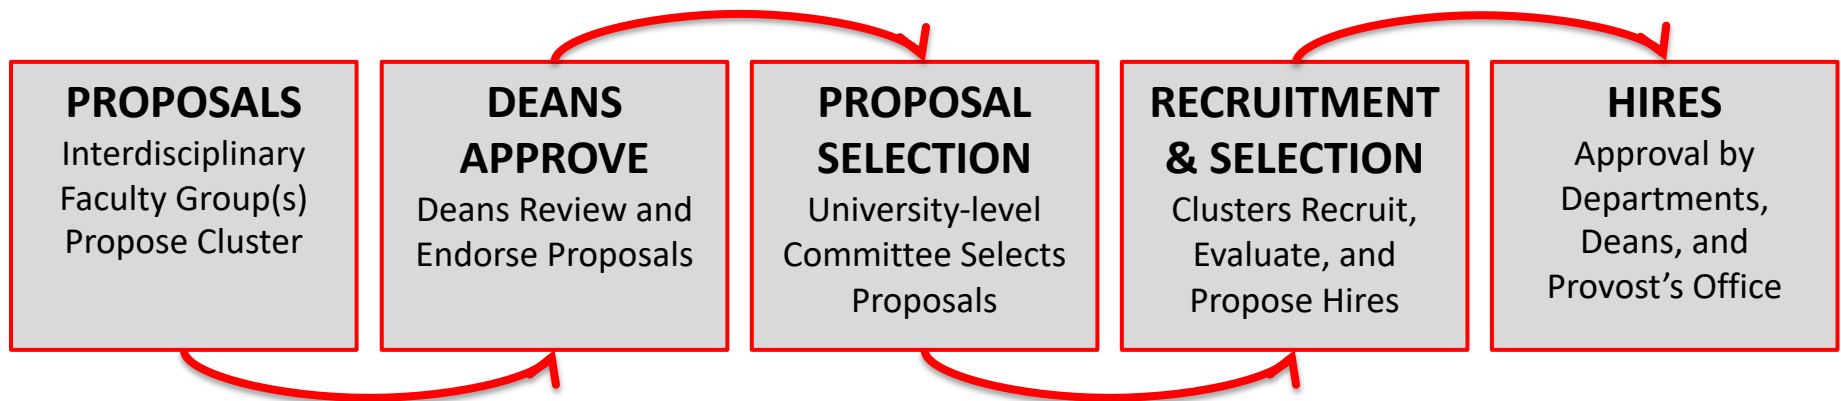 PROPOSALS
Interdisciplinary
Faculty Group(s)
Propose Cluster
DEANS
APPROVE
Deans Review and
Endorse Proposals
PROPOSAL
SELECTION
University-level
Committee Selects
Proposals
RECRUITMENT
& SELECTION
Clusters Recruit,
Evaluate, and
Propose Hires
HIRES
Approval by
Departments,
Deans, and
Provost’s Office